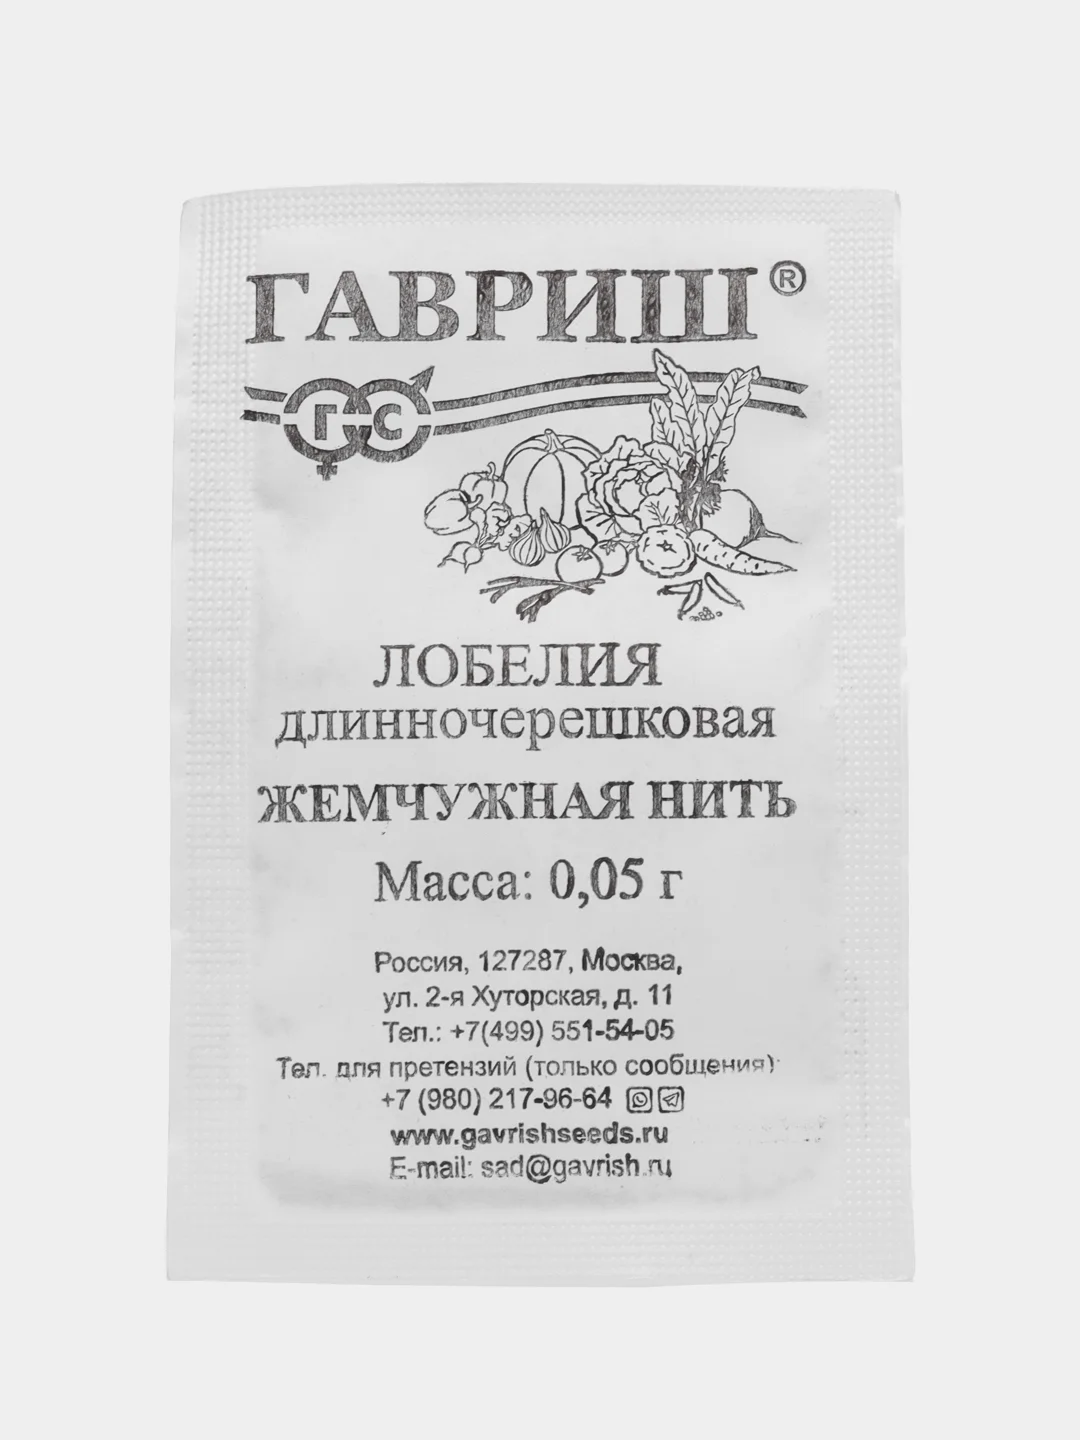 ГАВРИШ®
ГС
ЛОБЕЛИЯ
длинночерешковая
ЖЕМЧУЖНАЯ НИТЬ
Масса: 0,05 г
Россия, 127287, Москва,
ул. 2-я Хуторская, д. 11
Тел.: +7(499) 551-54-05
Тел. для претензий (только сообщения):
+7 (980) 217-96-64
www.gavrishseeds.ru
E-mail: sad@gavrish.ru